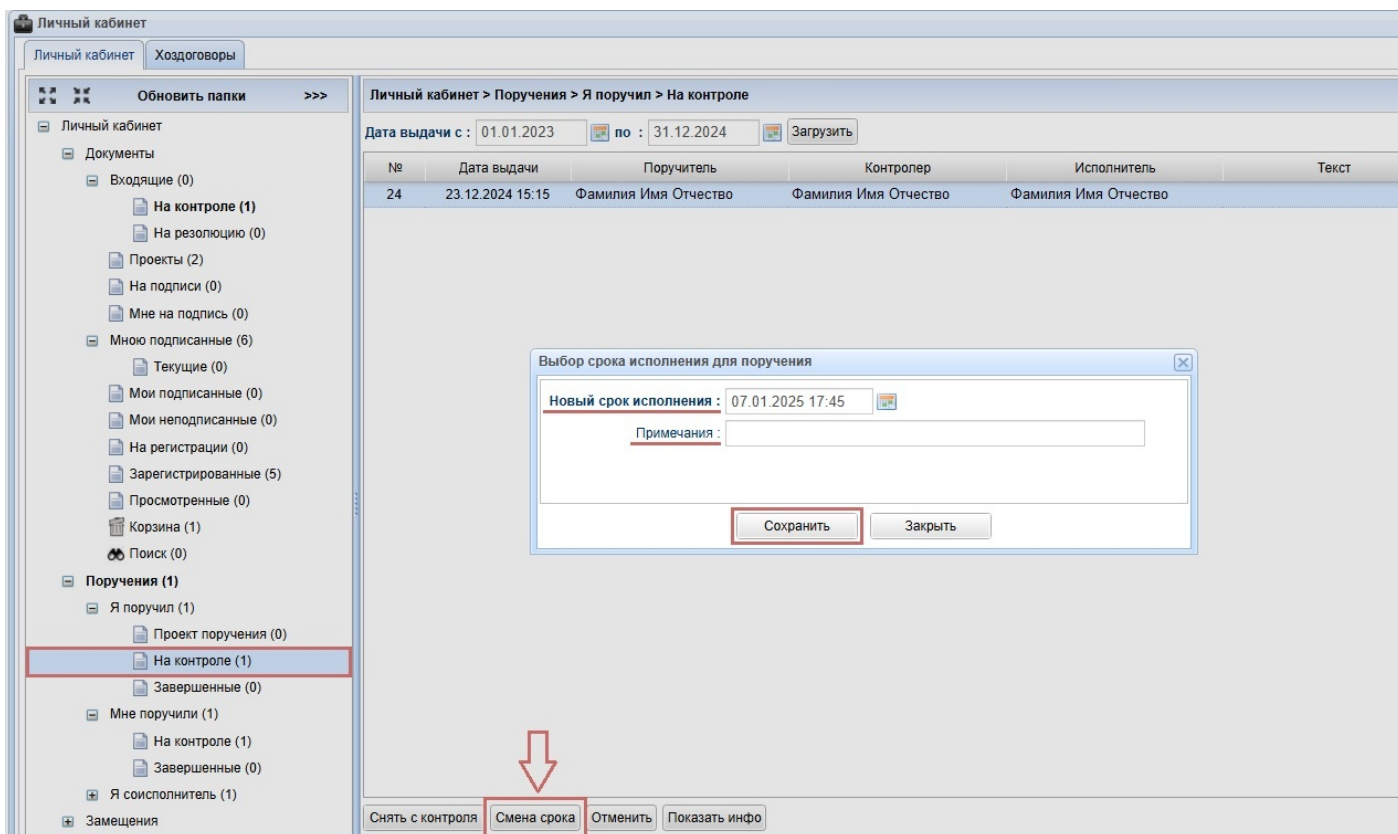 Личный кабинет
Личный кабинет Хоздоговоры
Обновить папки >>>
Личный кабинет
Документы
Входящие (0)
На контроле (1)
На резолюцию (0)
Проекты (2)
На подписи (0)
Мне на подпись (0)
Мною подписанные (6)
Текущие (0)
Мои подписанные (0)
Мои неподписанные (0)
На регистрации (0)
Зарегистрированные (5)
Просмотренные (0)
Корзина (1)
Поиск (0)
Поручения (1)
Я поручил (1)
Проект поручения (0)
На контроле (1)
Завершенные (0)
Мне поручили (1)
На контроле (1)
Завершенные (0)
Я соисполнитель (1)
Замещения
Личный кабинет > Поручения > Я поручил > На контроле
Дата выдачи с : 01.01.2023 по : 31.12.2024 Загрузить
№ Дата выдачи Поручитель Контролер Исполнитель Текст
24 23.12.2024 15:15 Фамилия Имя Отчество Фамилия Имя Отчество Фамилия Имя Отчество
Выбор срока исполнения для поручения
Новый срок исполнения : 07.01.2025 17:45
Примечания :
Сохранить Закрыть
Снять с контроля Смена срока Отменить Показать инфо